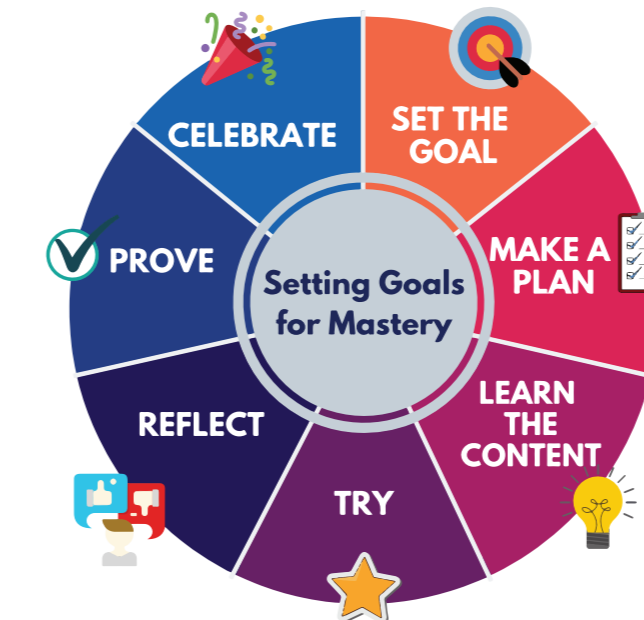 Setting Goals
for Mastery
SET THE
GOAL
MAKE A
PLAN
LEARN
THE
CONTENT
TRY
REFLECT
PROVE
CELEBRATE